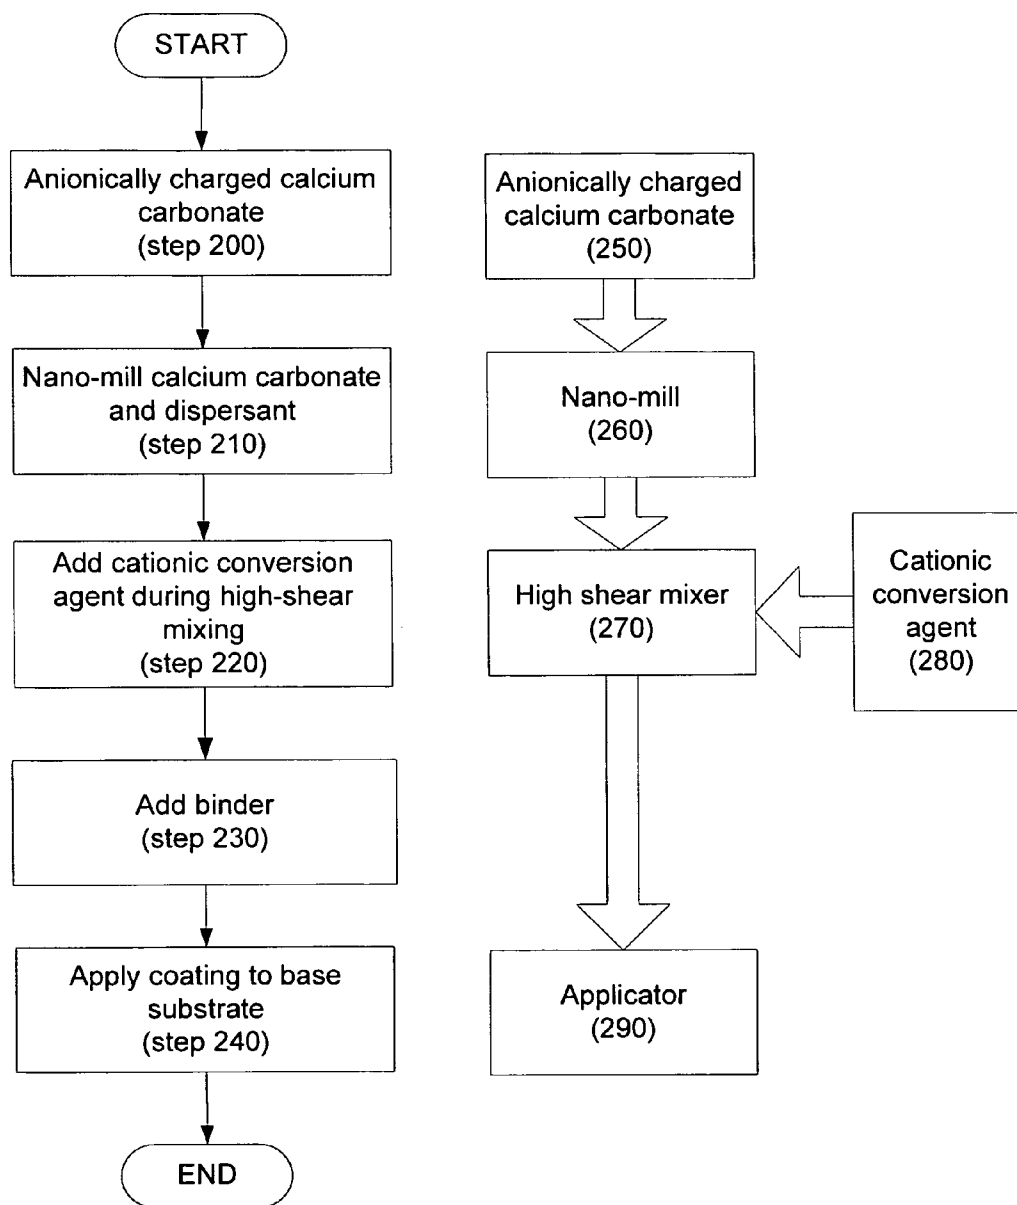 START
Anionically charged calcium
carbonate
(step 200)
Nano-mill calcium carbonate
and dispersant
(step 210)
Add cationic conversion
agent during high-shear
mixing
(step 220)
Add binder
(step 230)
Apply coating to base
substrate
(step 240)
END
Anionically charged
calcium carbonate
(250)
Nano-mill
(260)
High shear mixer
(270)
Cationic
conversion
agent
(280)
Applicator
(290)